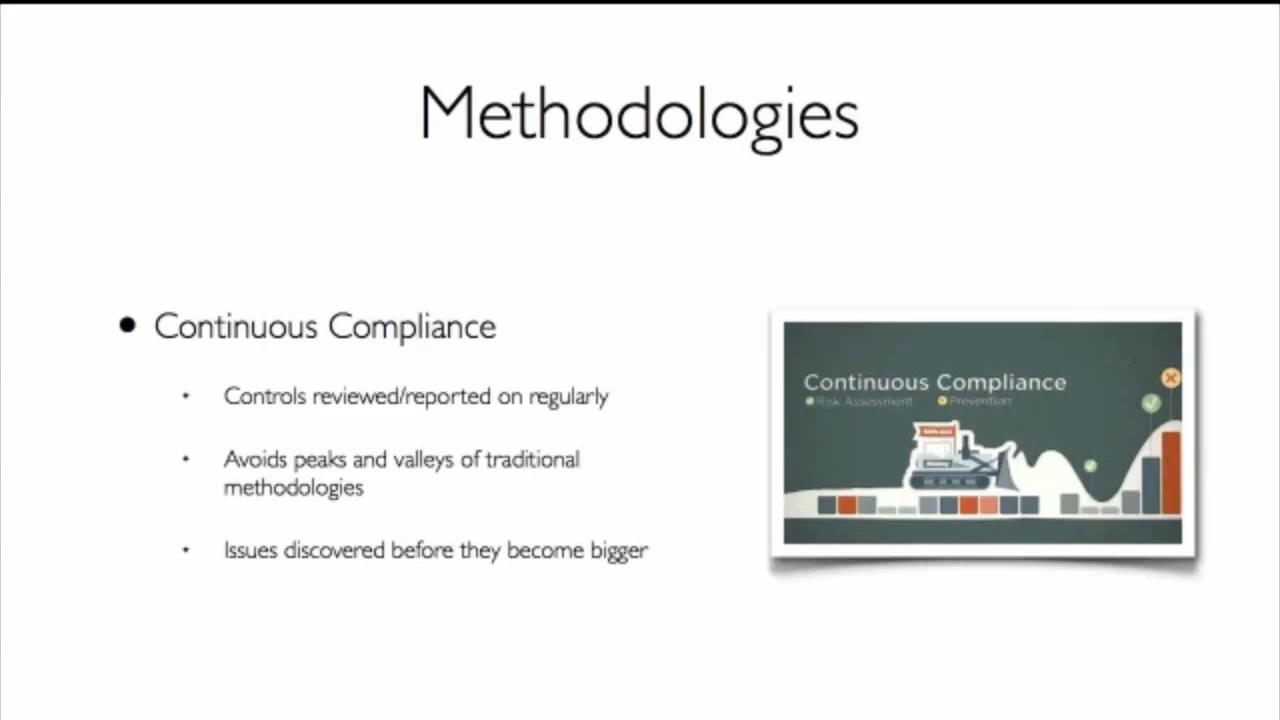 Methodologies
Continuous Compliance
Controls reviewed/reported on regularly
Avoids peaks and valleys of traditional
methodologies
Issues discovered before they become bigger
Continuous Compliance
Risk Assessment Prevention